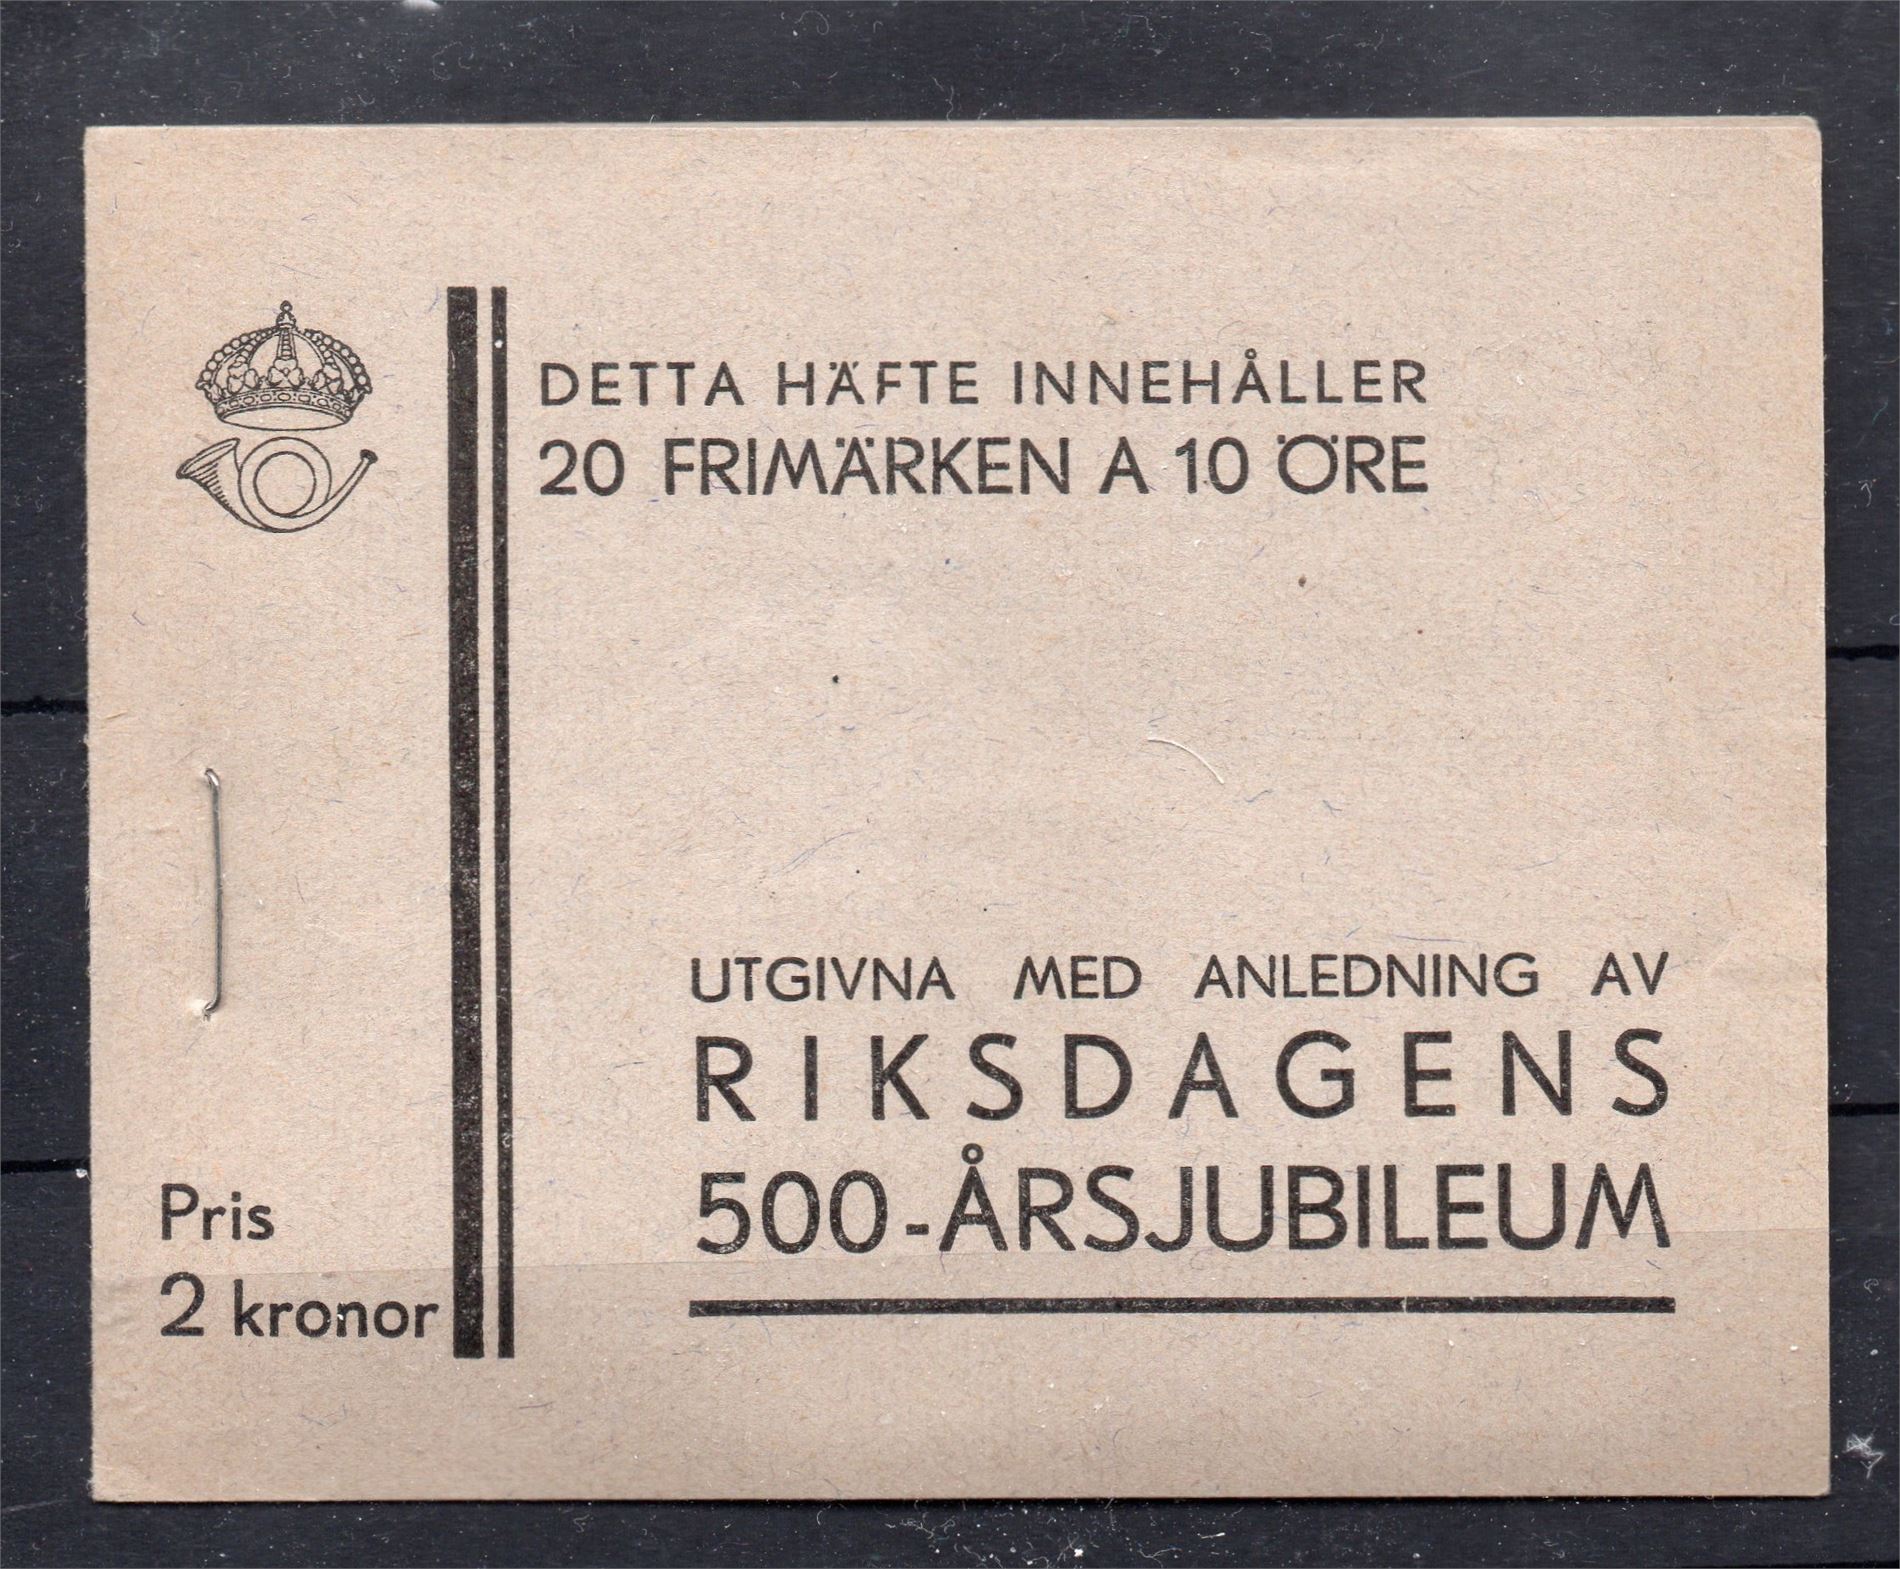 DETTA HÄFTE INNEHÅLLER
20 FRIMÄRKEN A 10 ÖRE
UTGIVNA MED ANLEDNING AV
RIKSDAGENS
500-ÅRSJUBILEUM
Pris
2 kronor